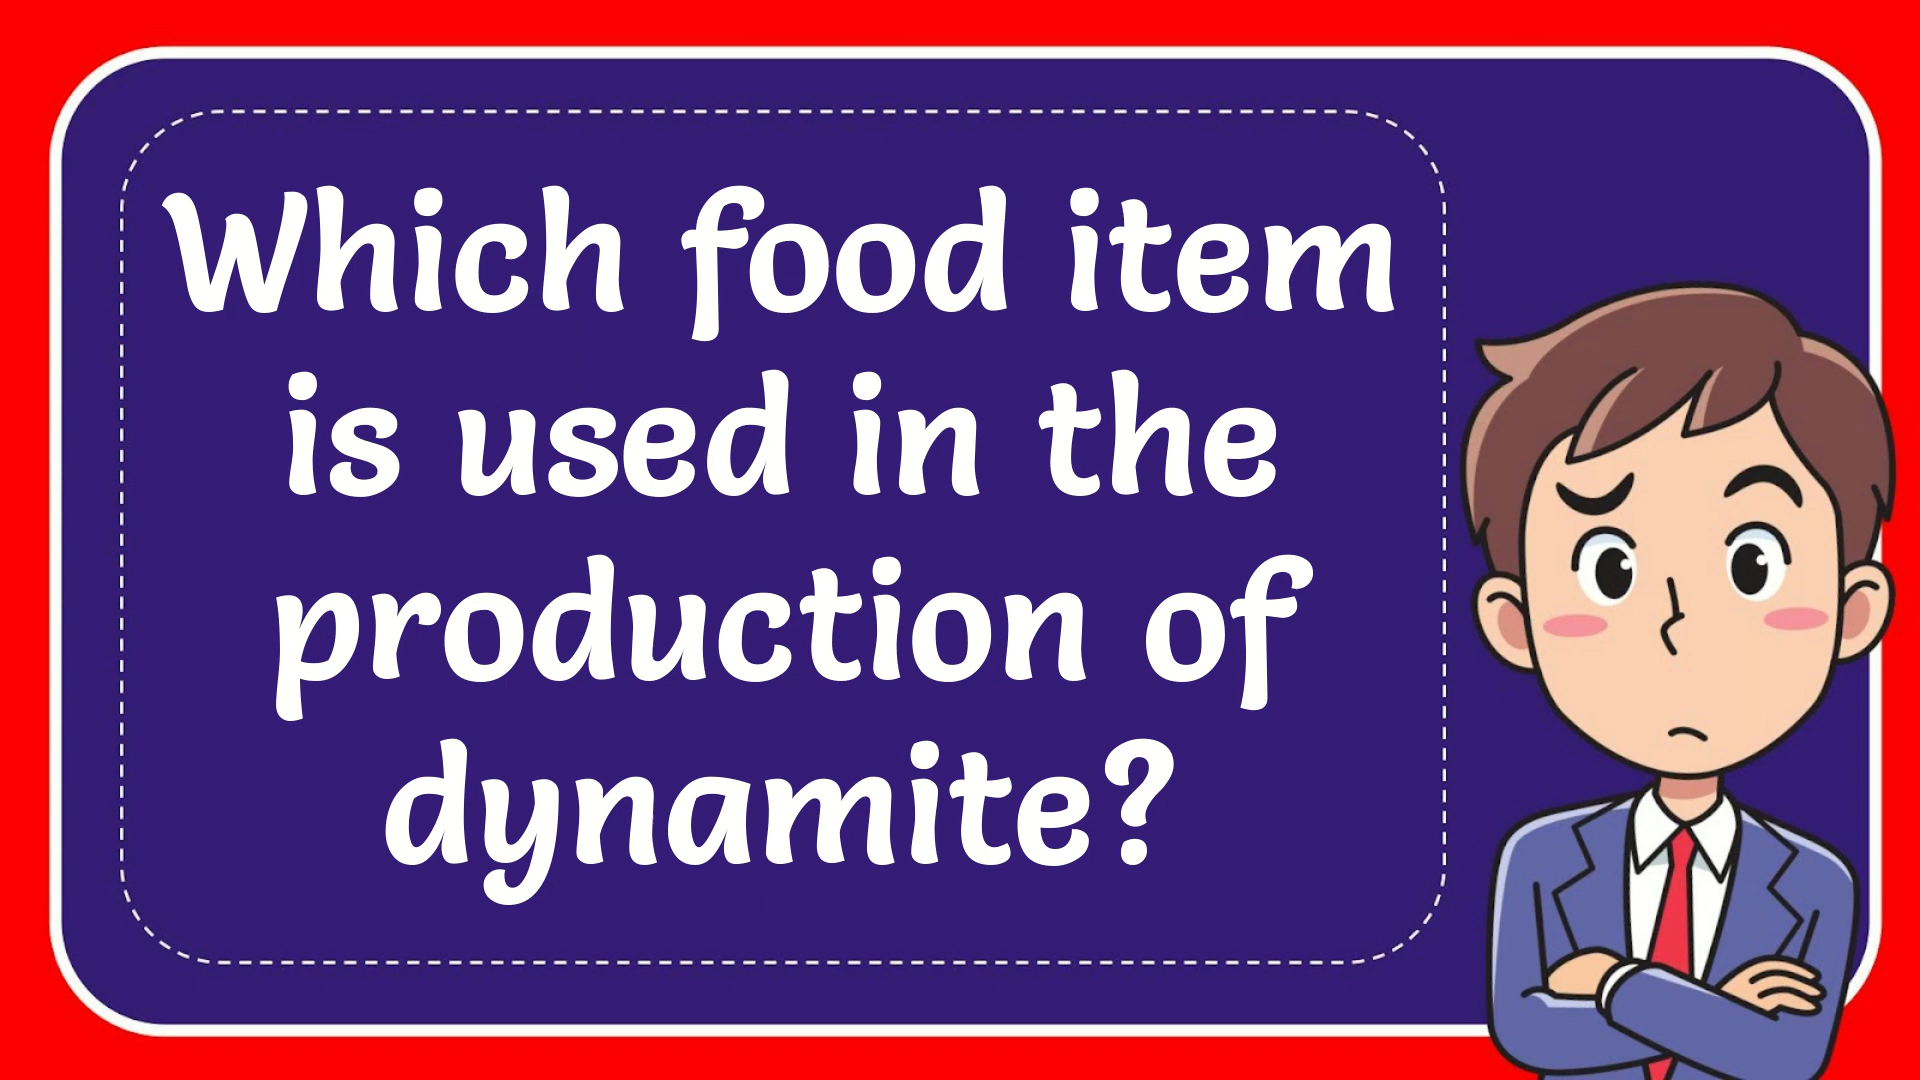 Which food item
is used in the
production of
dynamite?